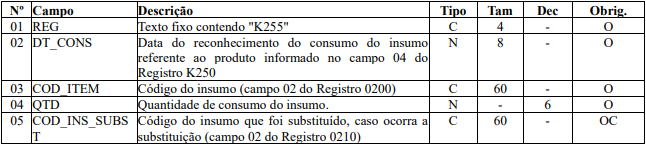 Nº Campo Descrição Tipo Tam Dec Obrig.
01 REG Texto fixo contendo "K255" C 4 - O
02 DT_CONS Data do reconhecimento do consumo do insumo N 8 - O
referente ao produto informado no campo 04 do
Registro K250
03 COD_ITEM Código do insumo (campo 02 do Registro 0200) C 60 - O
04 QTD Quantidade de consumo do insumo. N - 6 O
05 COD_INS_SUBS Código do insumo que foi substituído, caso ocorra a C 60 - OC
T substituição (campo 02 do Registro 0210)